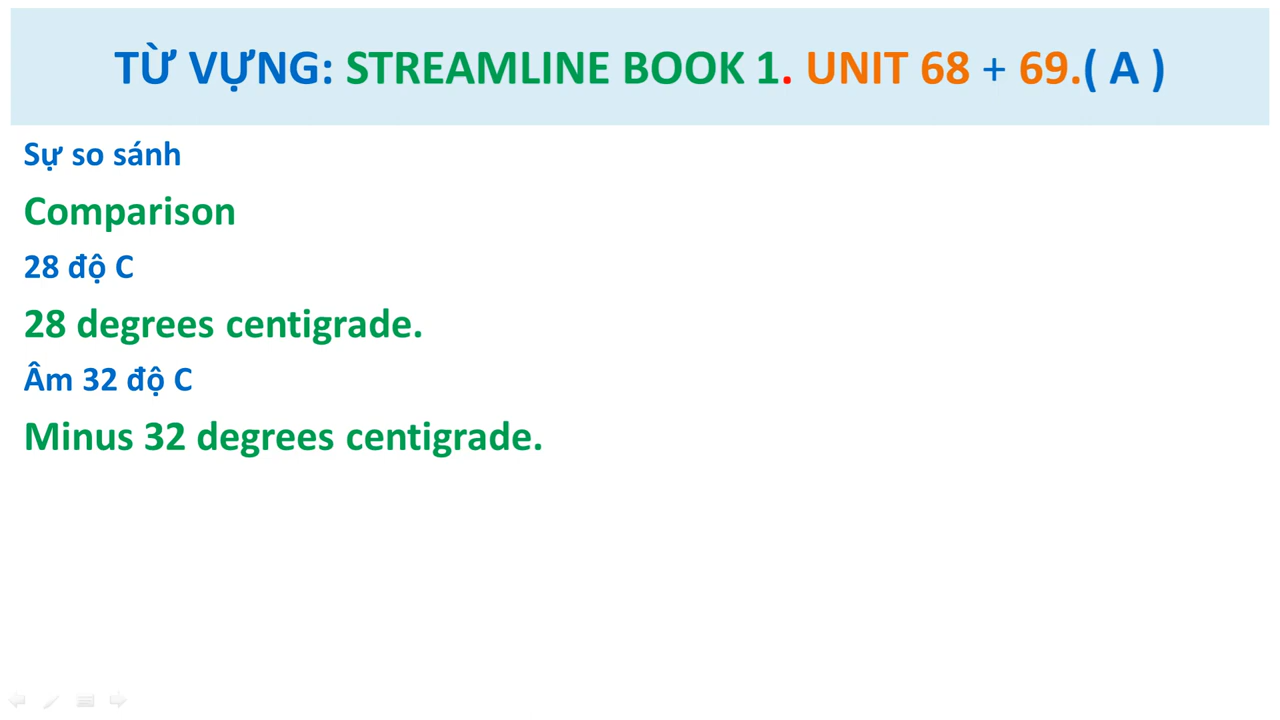 TỪ VỰNG: STREAMLINE BOOK 1. UNIT 68 + 69.( A )
Sự so sánh
Comparison
28 độ C
28 degrees centigrade.
Âm 32 độ C
Minus 32 degrees centigrade.